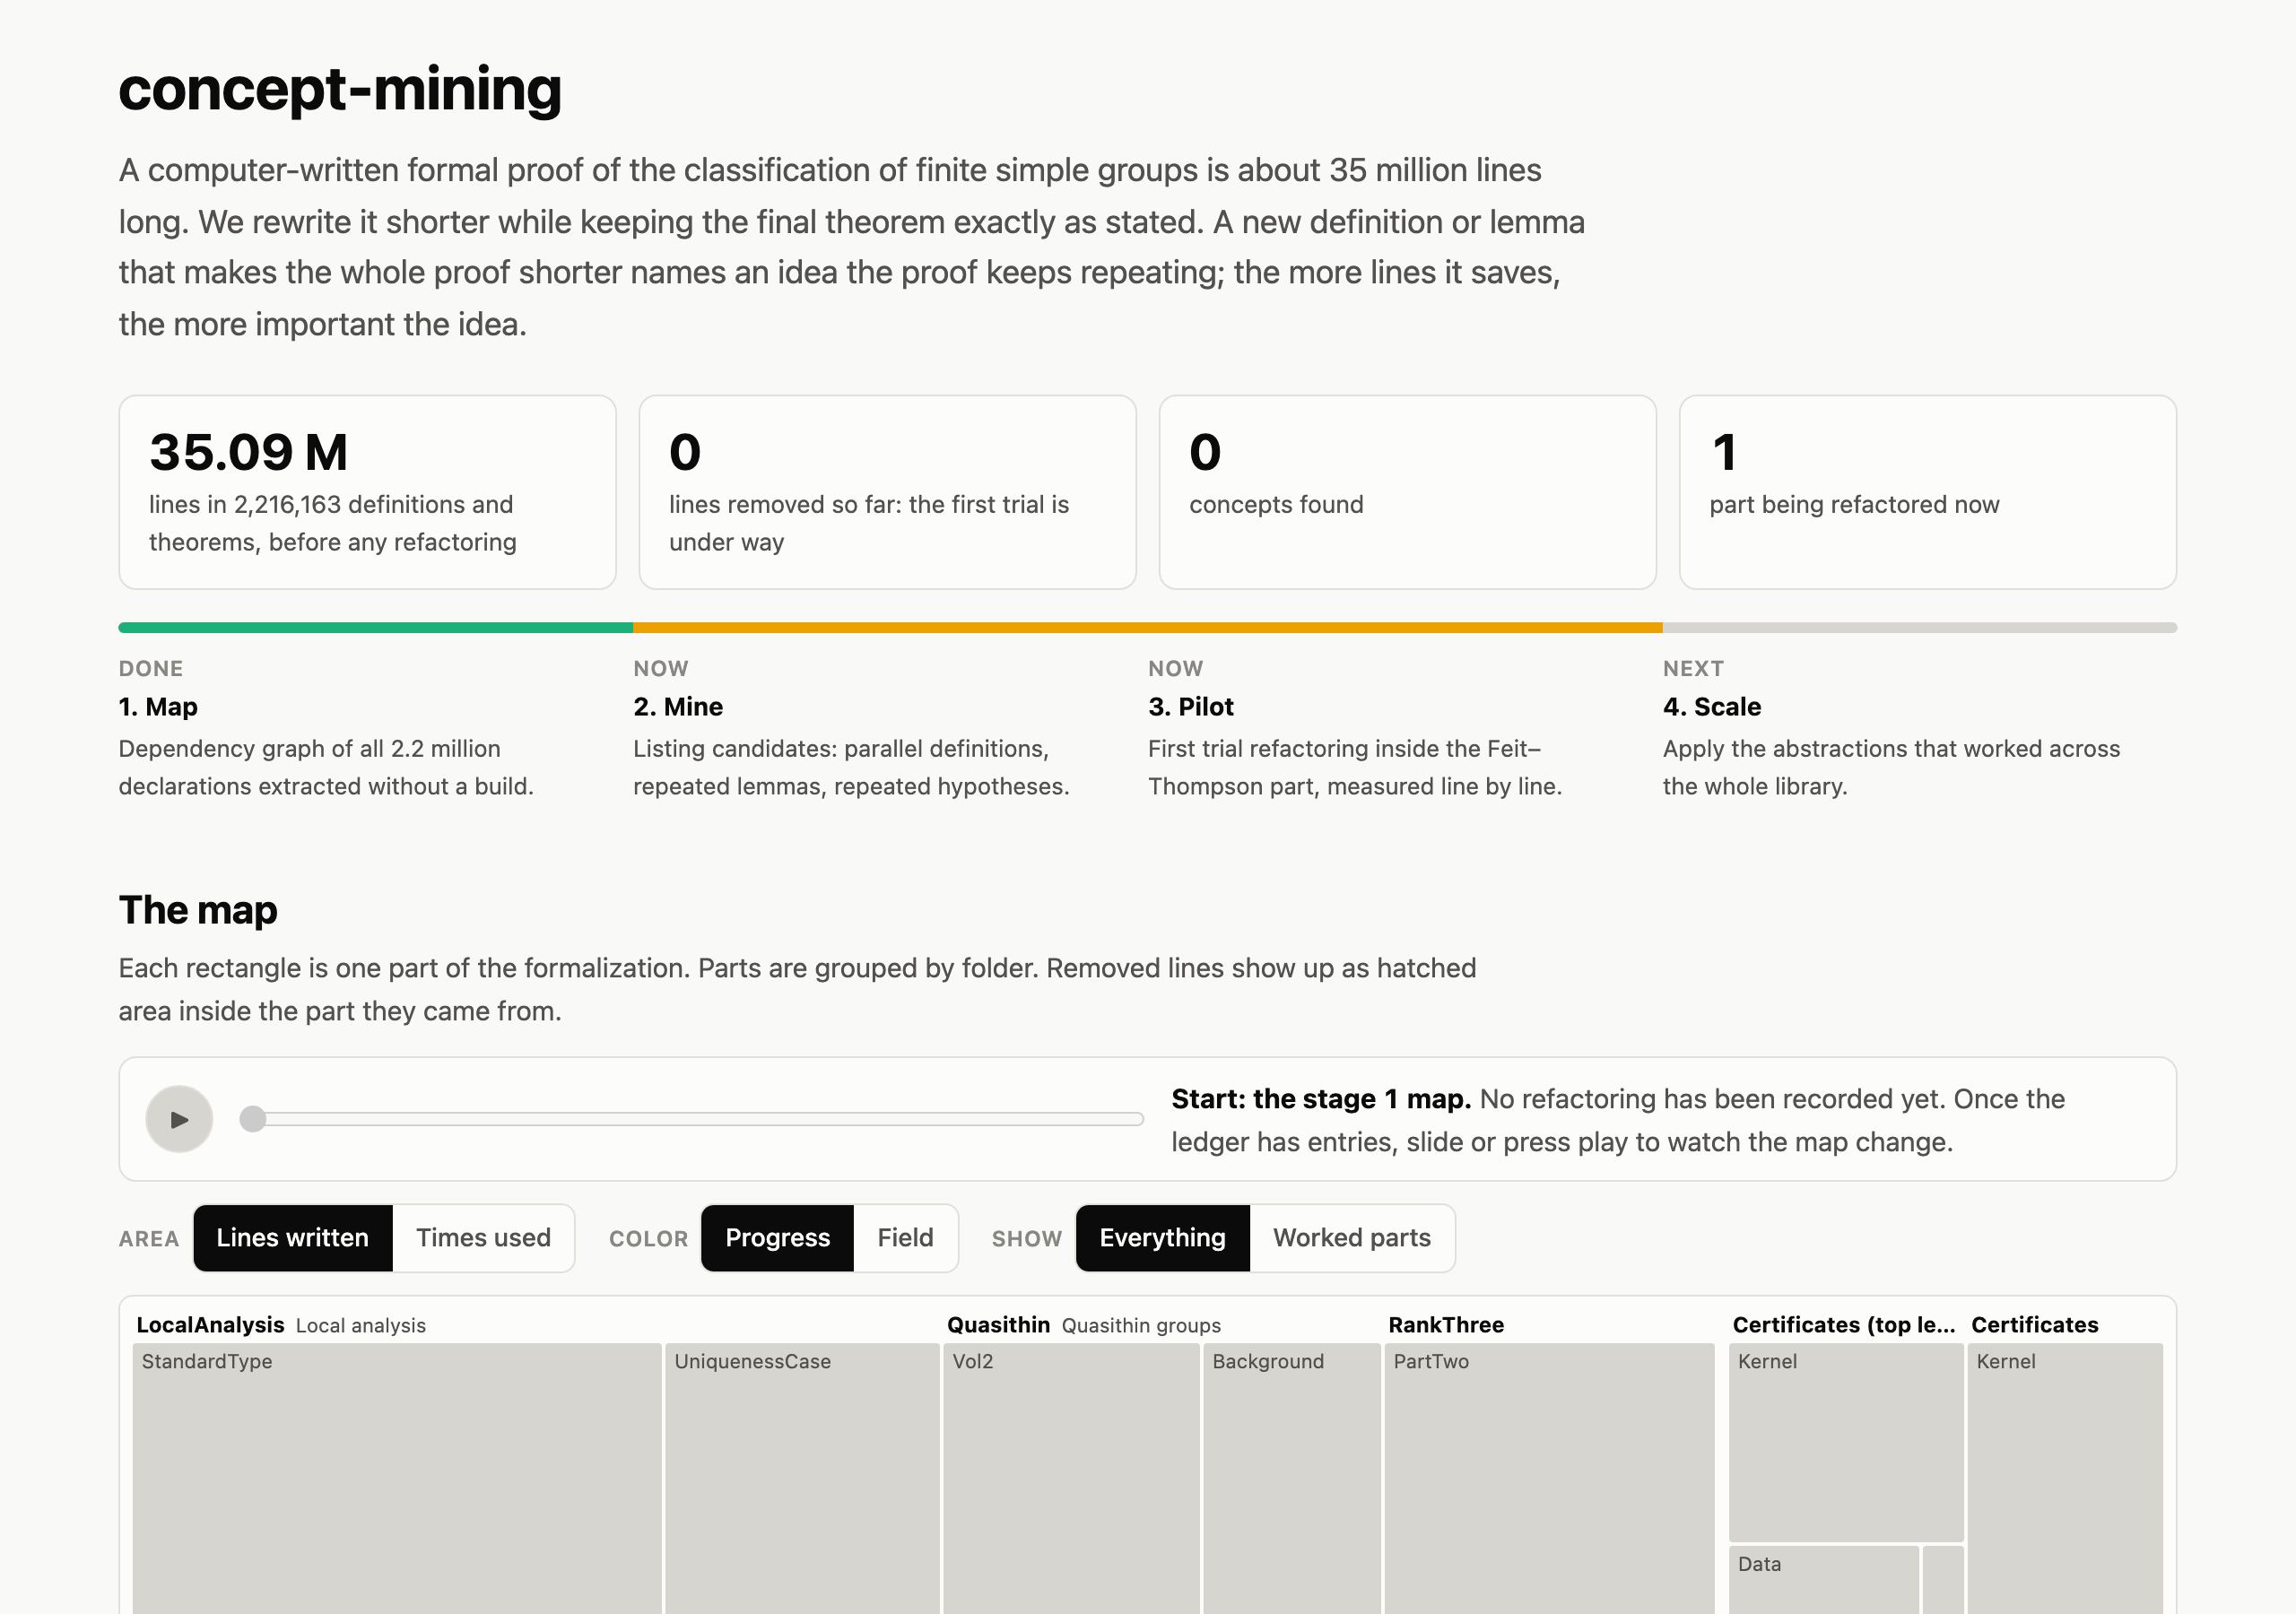 concept-mining
A computer-written formal proof of the classification of finite simple groups is about 35 million lines
long. We rewrite it shorter while keeping the final theorem exactly as stated. A new definition or lemma
that makes the whole proof shorter names an idea the proof keeps repeating; the more lines it saves,
the more important the idea.
35.09 M
lines in 2,216,163 definitions and
theorems, before any refactoring
0
lines removed so far: the first trial is
under way
0
concepts found
1
part being refactored now
DONE
1. Map
Dependency graph of all 2.2 million
declarations extracted without a build.
NOW
2. Mine
Listing candidates: parallel definitions,
repeated lemmas, repeated hypotheses.
NOW
3. Pilot
First trial refactoring inside the Feit–
Thompson part, measured line by line.
NEXT
4. Scale
Apply the abstractions that worked across
the whole library.
The map
Each rectangle is one part of the formalization. Parts are grouped by folder. Removed lines show up as hatched
area inside the part they came from.
Start: the stage 1 map. No refactoring has been recorded yet. Once the
ledger has entries, slide or press play to watch the map change.
AREA Lines written Times used COLOR Progress Field SHOW Everything Worked parts
LocalAnalysis Local analysis Quasithin Quasithin groups RankThree Certificates (top le... Certificates
StandardType UniquenessCase Vol2 Background PartTwo Kernel Kernel
Data